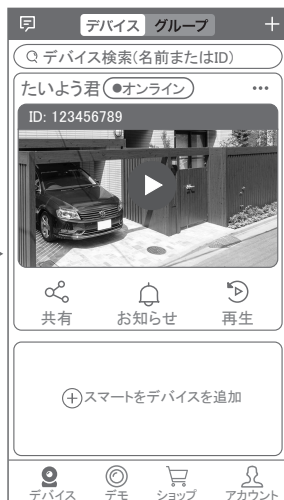 デバイス グループ
デバイス検索(名前またはID)
たいよう君 ●オンライン
ID: 123456789
共有 お知らせ 再生
スマートをデバイスを追加
デバイス デモ ショップ アカウント